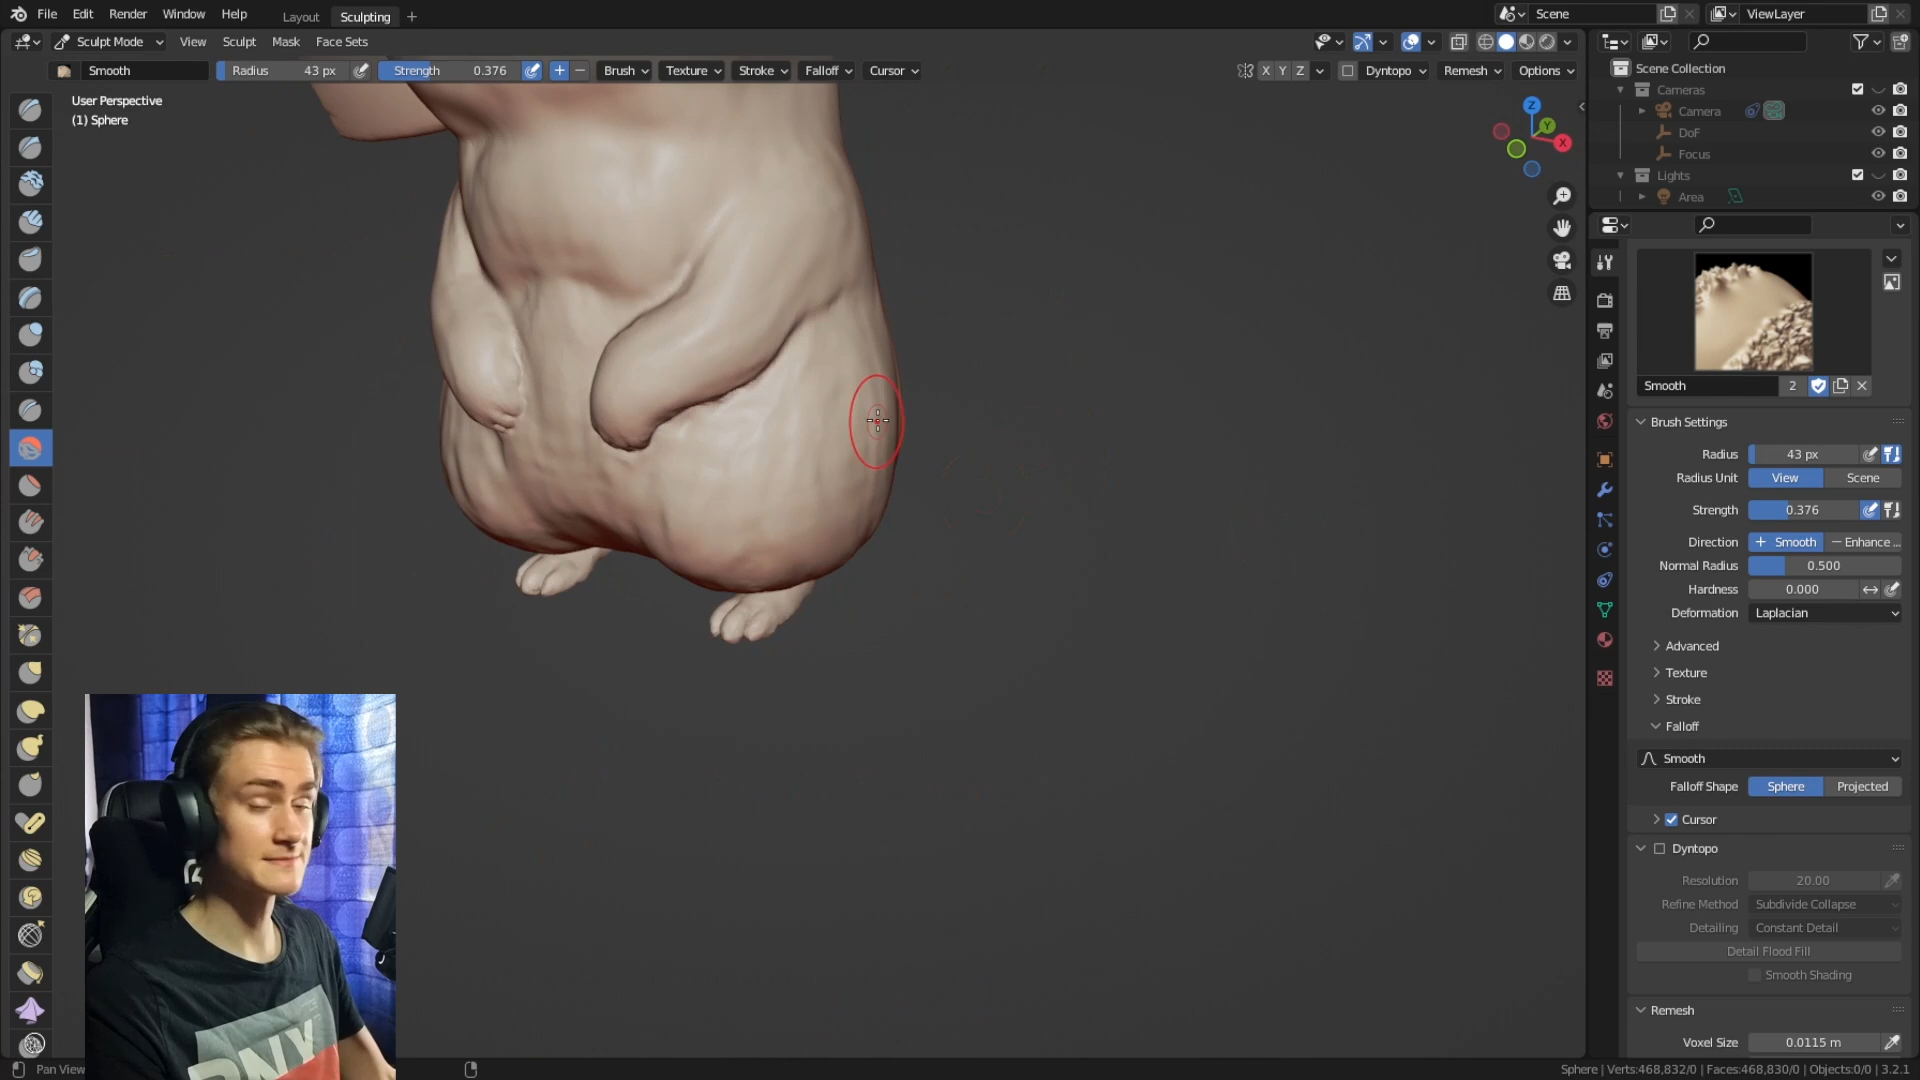 File Edit Render Window Help Layout Sculpting + Scene ViewLayer
Sculpt Mode View Sculpt Mask Face Sets
Smooth Radius 43 px Strength 0.376 + − Brush Texture Stroke Falloff Cursor X Y Z Dyntopo Remesh Options
User Perspective
(1) Sphere
Z
Y
X
Scene Collection
Cameras
Camera
DoF
Focus
Lights
Area
Smooth 2
Brush Settings
Radius 43 px
Radius Unit View Scene
Strength 0.376
Direction + Smooth − Enhance ...
Normal Radius 0.500
Hardness 0.000
Deformation Laplacian
Advanced
Texture
Stroke
Falloff
Smooth
Falloff Shape Sphere Projected
Cursor
Dyntopo
Resolution 20.00
Refine Method Subdivide Collapse
Detailing Constant Detail
Detail Flood Fill
Smooth Shading
Remesh
Voxel Size 0.0115 m
Pan View
Sphere | Verts:468,832/0 | Faces:468,830/0 | Objects:0/0 | 3.2.1